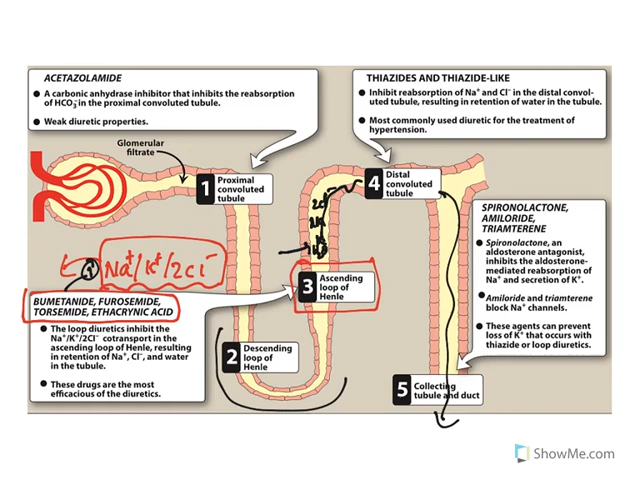 ACETAZOLAMIDE
● A carbonic anhydrase inhibitor that inhibits the reabsorption
of HCO₃⁻ in the proximal convoluted tubule.
● Weak diuretic properties.
THIAZIDES AND THIAZIDE-LIKE
● Inhibit reabsorption of Na⁺ and Cl⁻ in the distal convol-
uted tubule, resulting in retention of water in the tubule.
● Most commonly used diuretic for the treatment of
hypertension.
Glomerular
filtrate
1 Proximal
convoluted
tubule
4 Distal
convoluted
tubule
SPIRONOLACTONE,
AMILORIDE,
TRIAMTERENE
● Spironolactone, an
aldosterone antagonist,
inhibits the aldosterone-
mediated reabsorption of
Na⁺ and secretion of K⁺.
● Amiloride and triamterene
block Na⁺ channels.
● These agents can prevent
loss of K⁺ that occurs with
thiazide or loop diuretics.
Na⁺/K⁺/2Cl⁻
3 Ascending
loop of
Henle
BUMETANIDE, FUROSEMIDE,
TORSEMIDE, ETHACRYNIC ACID
● The loop diuretics inhibit the
Na⁺/K⁺/2Cl⁻ cotransport in the
ascending loop of Henle, resulting
in retention of Na⁺, Cl⁻, and water
in the tubule.
● These drugs are the most
efficacious of the diuretics.
2 Descending
loop of
Henle
5 Collecting
tubule and duct
ShowMe.com